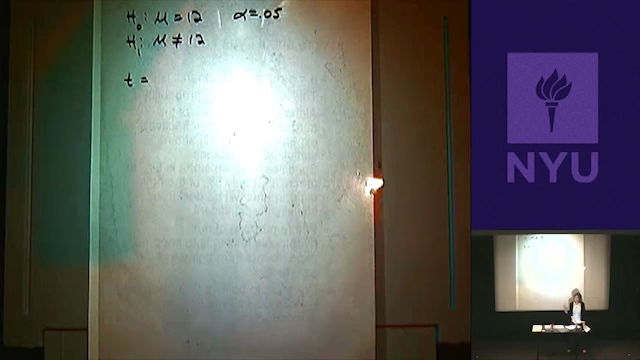 H₀: μ = 12 | α = .05
H₁: μ ≠ 12
t =
NYU